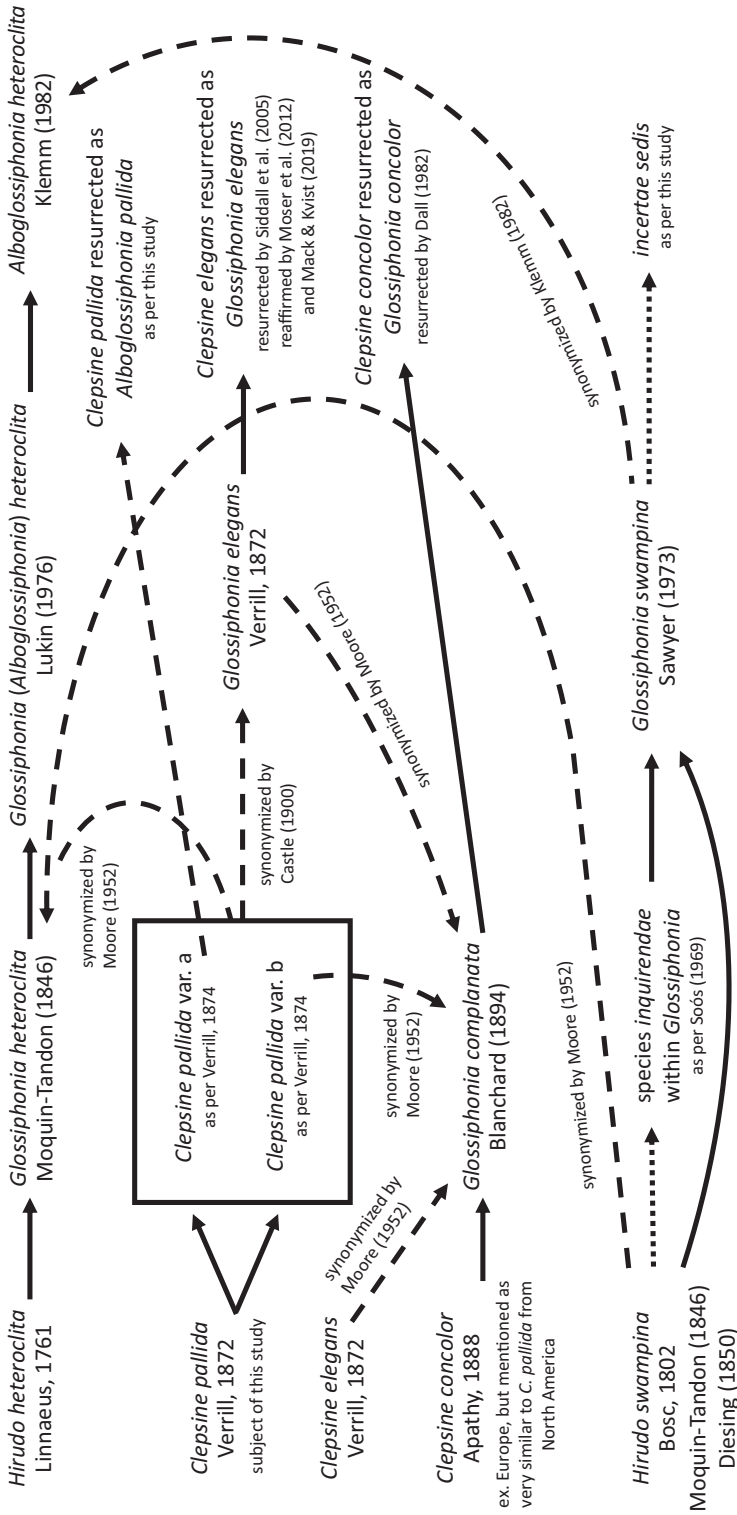 Hirudo heteroclita
Linnaeus, 1761
Glossiphonia heteroclita
Moquin-Tandon (1846)
Glossiphonia (Alboglossiphonia) heteroclita
Lukin (1976)
Alboglossiphonia heteroclita
Klemm (1982)
synonymized by
Moore (1952)
Clepsine pallida resurrected as
Alboglossiphonia pallida
as per this study
Clepsine pallida
Verrill, 1872
subject of this study
Clepsine pallida var. a
as per Verrill, 1874
Clepsine pallida var. b
as per Verrill, 1874
synonymized by
Castle (1900)
Glossiphonia elegans
Verrill, 1872
Clepsine elegans resurrected as
Glossiphonia elegans
resurrected by Siddall et al. (2005)
reaffirmed by Moser et al. (2012)
and Mack & Kvist (2019)
Clepsine elegans
Verrill, 1872
synonymized by
Moore (1952)
synonymized by
Moore (1952)
synonymized by Moore (1952)
Clepsine concolor
Apathy, 1888
ex. Europe, but mentioned as
very similar to C. pallida from
North America
Glossiphonia complanata
Blanchard (1894)
Clepsine concolor resurrected as
Glossiphonia concolor
resurrected by Dall (1982)
synonymized by Moore (1952)
synonymized by Klemm (1982)
Hirudo swampina
Bosc, 1802
Moquin-Tandon (1846)
Diesing (1850)
species inquirendae
within Glossiphonia
as per Soós (1969)
Glossiphonia swampina
Sawyer (1973)
incertae sedis
as per this study